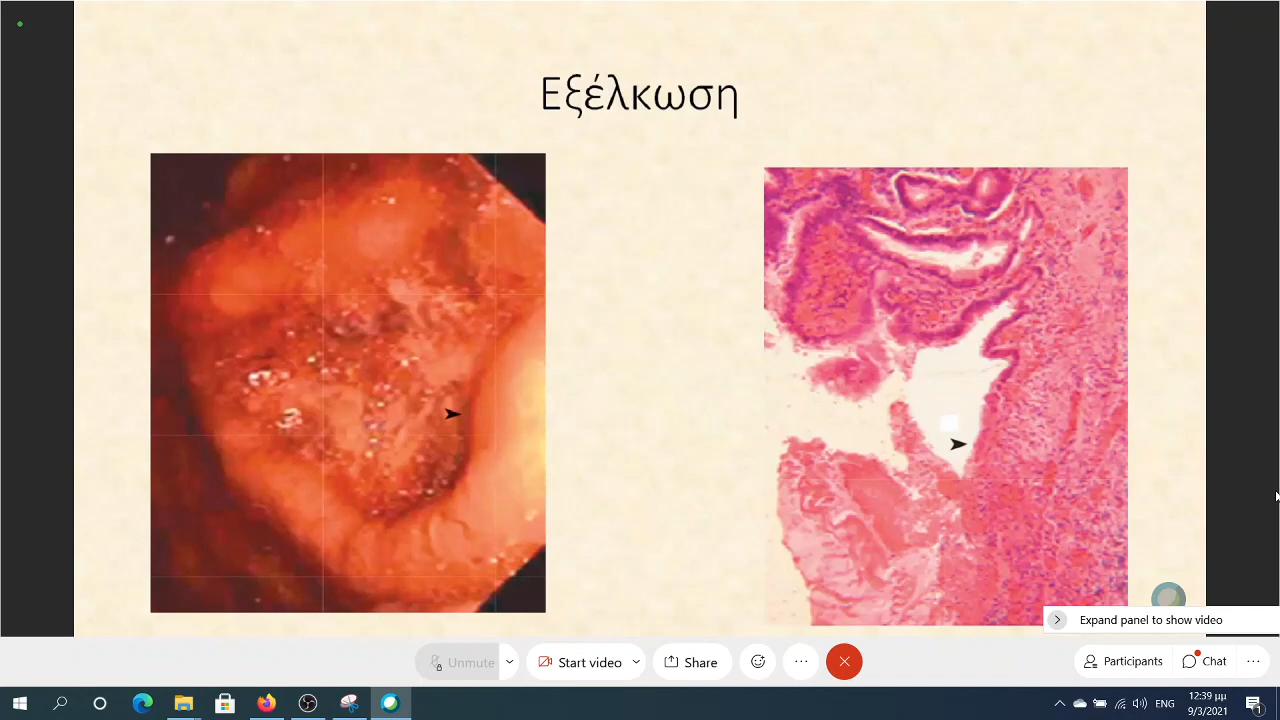 Εξέλκωση
Expand panel to show video
Unmute
Start video
Share
Participants
Chat
ENG
12:39 μμ
9/3/2021
1